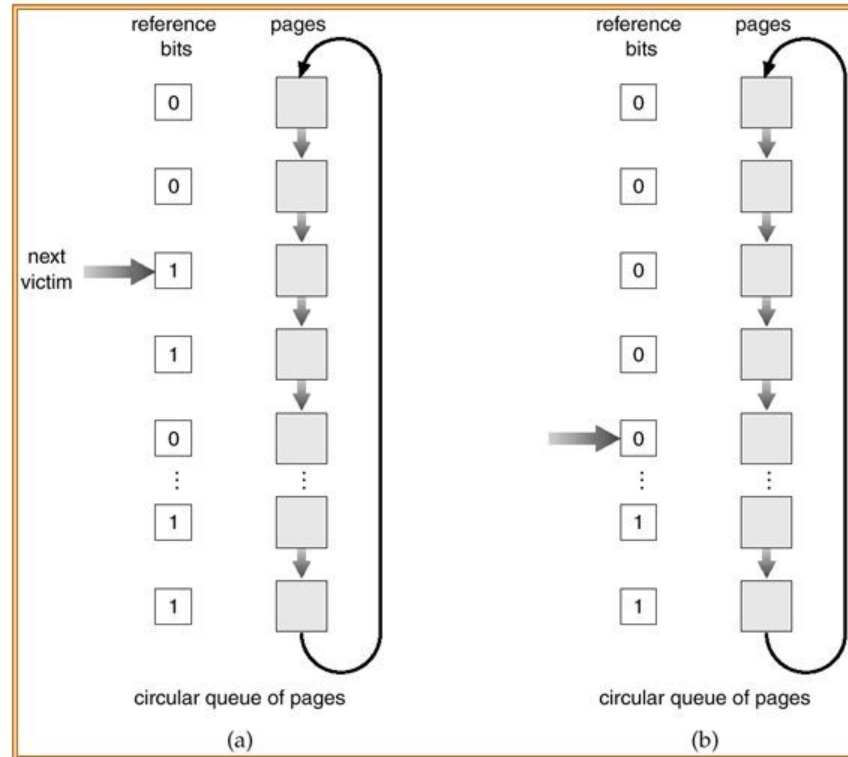 reference bits
pages
0
0
next victim
1
1
0
⋮
⋮
1
1
circular queue of pages
(a)
reference bits
pages
0
0
0
0
0
⋮
⋮
1
1
circular queue of pages
(b)